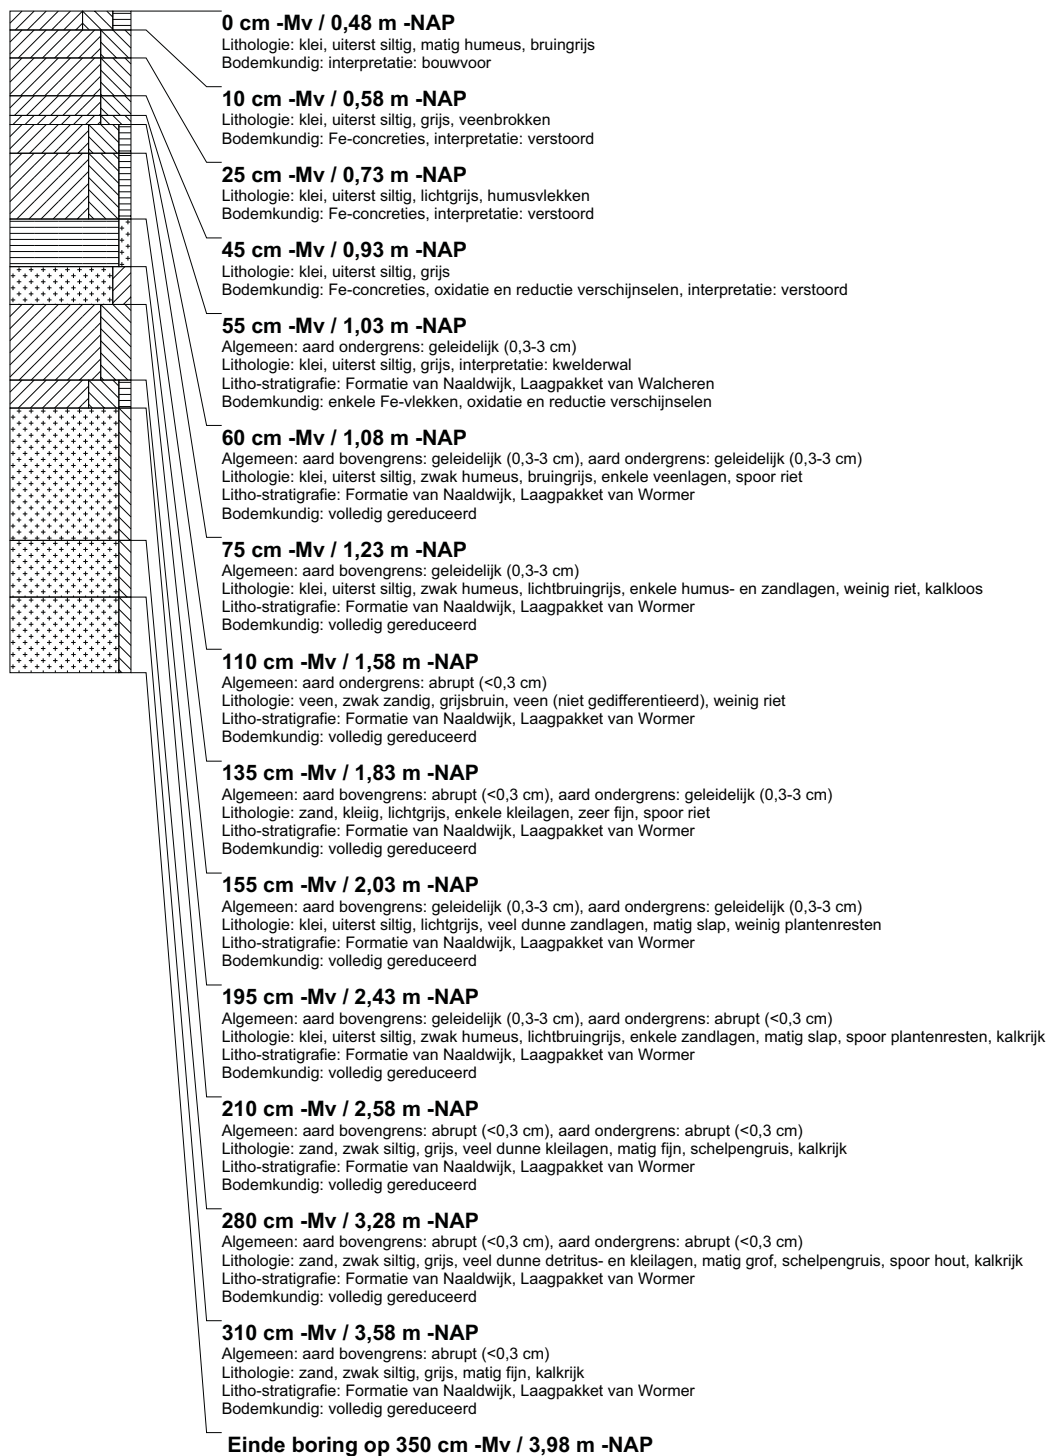 0 cm -Mv / 0,48 m -NAP
Lithologie: klei, uiterst siltig, matig humeus, bruingrijs
Bodemkundig: interpretatie: bouwvoor
10 cm -Mv / 0,58 m -NAP
Lithologie: klei, uiterst siltig, grijs, veenbrokken
Bodemkundig: Fe-concreties, interpretatie: verstoord
25 cm -Mv / 0,73 m -NAP
Lithologie: klei, uiterst siltig, lichtgrijs, humusvlekken
Bodemkundig: Fe-concreties, interpretatie: verstoord
45 cm -Mv / 0,93 m -NAP
Lithologie: klei, uiterst siltig, grijs
Bodemkundig: Fe-concreties, oxidatie en reductie verschijnselen, interpretatie: verstoord
55 cm -Mv / 1,03 m -NAP
Algemeen: aard ondergrens: geleidelijk (0,3-3 cm)
Lithologie: klei, uiterst siltig, grijs, interpretatie: kwelderwal
Litho-stratigrafie: Formatie van Naaldwijk, Laagpakket van Walcheren
Bodemkundig: enkele Fe-vlekken, oxidatie en reductie verschijnselen
60 cm -Mv / 1,08 m -NAP
Algemeen: aard bovengrens: geleidelijk (0,3-3 cm), aard ondergrens: geleidelijk (0,3-3 cm)
Lithologie: klei, uiterst siltig, zwak humeus, bruingrijs, enkele veenlagen, spoor riet
Litho-stratigrafie: Formatie van Naaldwijk, Laagpakket van Wormer
Bodemkundig: volledig gereduceerd
75 cm -Mv / 1,23 m -NAP
Algemeen: aard bovengrens: geleidelijk (0,3-3 cm)
Lithologie: klei, uiterst siltig, zwak humeus, lichtbruingrijs, enkele humus- en zandlagen, weinig riet, kalkloos
Litho-stratigrafie: Formatie van Naaldwijk, Laagpakket van Wormer
Bodemkundig: volledig gereduceerd
110 cm -Mv / 1,58 m -NAP
Algemeen: aard ondergrens: abrupt (<0,3 cm)
Lithologie: veen, zwak zandig, grijsbruin, veen (niet gedifferentieerd), weinig riet
Litho-stratigrafie: Formatie van Naaldwijk, Laagpakket van Wormer
Bodemkundig: volledig gereduceerd
135 cm -Mv / 1,83 m -NAP
Algemeen: aard bovengrens: abrupt (<0,3 cm), aard ondergrens: geleidelijk (0,3-3 cm)
Lithologie: zand, kleiig, lichtgrijs, enkele kleilagen, zeer fijn, spoor riet
Litho-stratigrafie: Formatie van Naaldwijk, Laagpakket van Wormer
Bodemkundig: volledig gereduceerd
155 cm -Mv / 2,03 m -NAP
Algemeen: aard bovengrens: geleidelijk (0,3-3 cm), aard ondergrens: geleidelijk (0,3-3 cm)
Lithologie: klei, uiterst siltig, lichtgrijs, veel dunne zandlagen, matig slap, weinig plantenresten
Litho-stratigrafie: Formatie van Naaldwijk, Laagpakket van Wormer
Bodemkundig: volledig gereduceerd
195 cm -Mv / 2,43 m -NAP
Algemeen: aard bovengrens: geleidelijk (0,3-3 cm), aard ondergrens: abrupt (<0,3 cm)
Lithologie: klei, uiterst siltig, zwak humeus, lichtbruingrijs, enkele zandlagen, matig slap, spoor plantenresten, kalkrijk
Litho-stratigrafie: Formatie van Naaldwijk, Laagpakket van Wormer
Bodemkundig: volledig gereduceerd
210 cm -Mv / 2,58 m -NAP
Algemeen: aard bovengrens: abrupt (<0,3 cm), aard ondergrens: abrupt (<0,3 cm)
Lithologie: zand, zwak siltig, grijs, veel dunne kleilagen, matig fijn, schelpengruis, kalkrijk
Litho-stratigrafie: Formatie van Naaldwijk, Laagpakket van Wormer
Bodemkundig: volledig gereduceerd
280 cm -Mv / 3,28 m -NAP
Algemeen: aard bovengrens: abrupt (<0,3 cm), aard ondergrens: abrupt (<0,3 cm)
Lithologie: zand, zwak siltig, grijs, veel dunne detritus- en kleilagen, matig grof, schelpengruis, spoor hout, kalkrijk
Litho-stratigrafie: Formatie van Naaldwijk, Laagpakket van Wormer
Bodemkundig: volledig gereduceerd
310 cm -Mv / 3,58 m -NAP
Algemeen: aard bovengrens: abrupt (<0,3 cm)
Lithologie: zand, zwak siltig, grijs, matig fijn, kalkrijk
Litho-stratigrafie: Formatie van Naaldwijk, Laagpakket van Wormer
Bodemkundig: volledig gereduceerd
Einde boring op 350 cm -Mv / 3,98 m -NAP